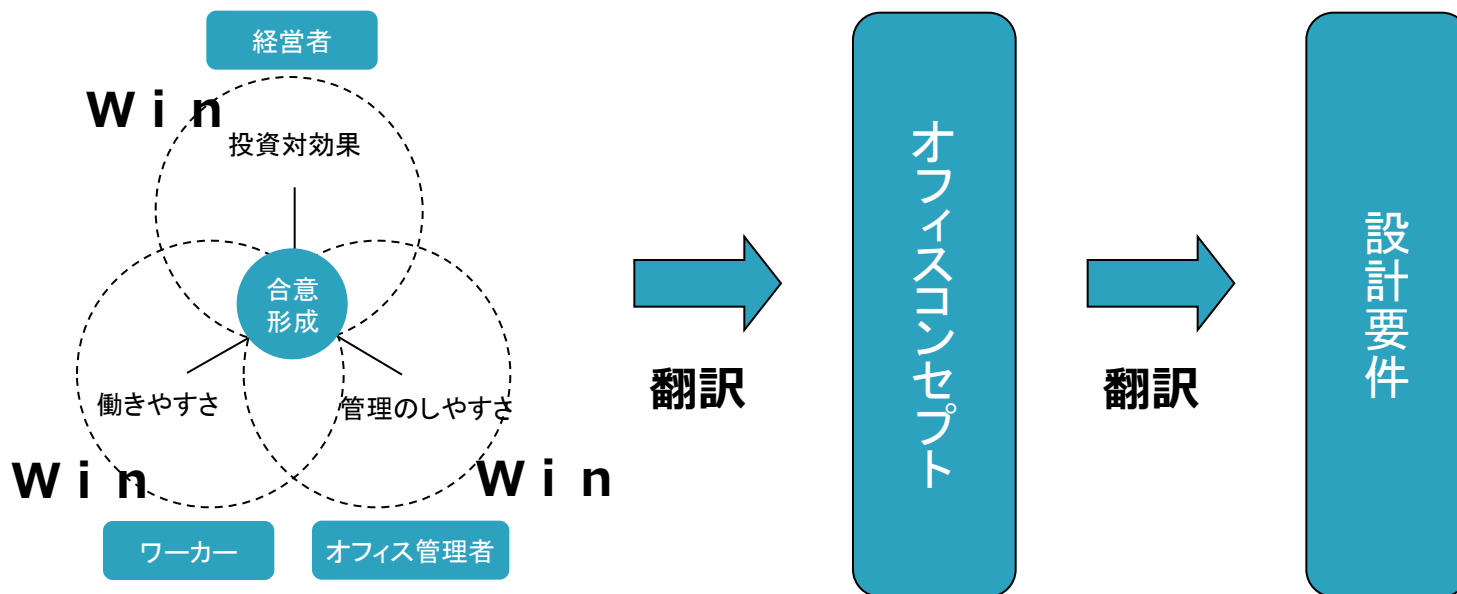 経営者
Ｗｉｎ
投資対効果
合意
形成
働きやすさ
管理のしやすさ
Ｗｉｎ
Ｗｉｎ
ワーカー
オフィス管理者
翻訳
オフィスコンセプト
翻訳
設計要件